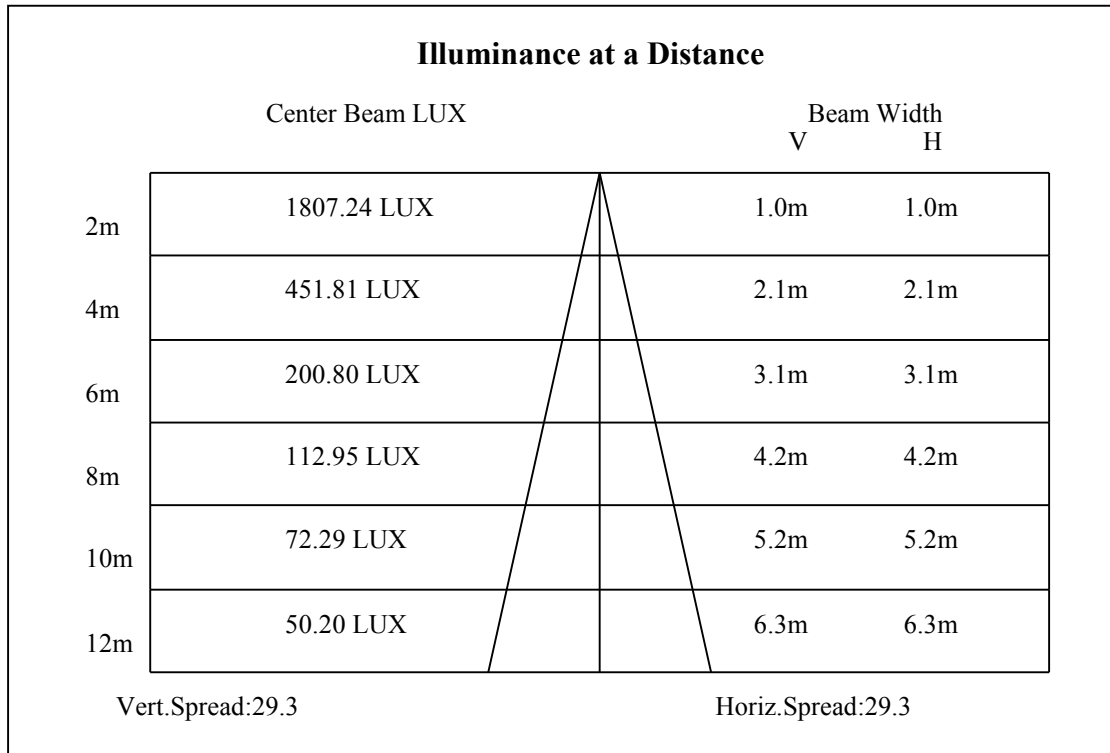 Illuminance at a Distance
Center Beam LUX Beam Width
V H
2m 1807.24 LUX 1.0m 1.0m
4m 451.81 LUX 2.1m 2.1m
6m 200.80 LUX 3.1m 3.1m
8m 112.95 LUX 4.2m 4.2m
10m 72.29 LUX 5.2m 5.2m
12m 50.20 LUX 6.3m 6.3m
Vert.Spread:29.3 Horiz.Spread:29.3